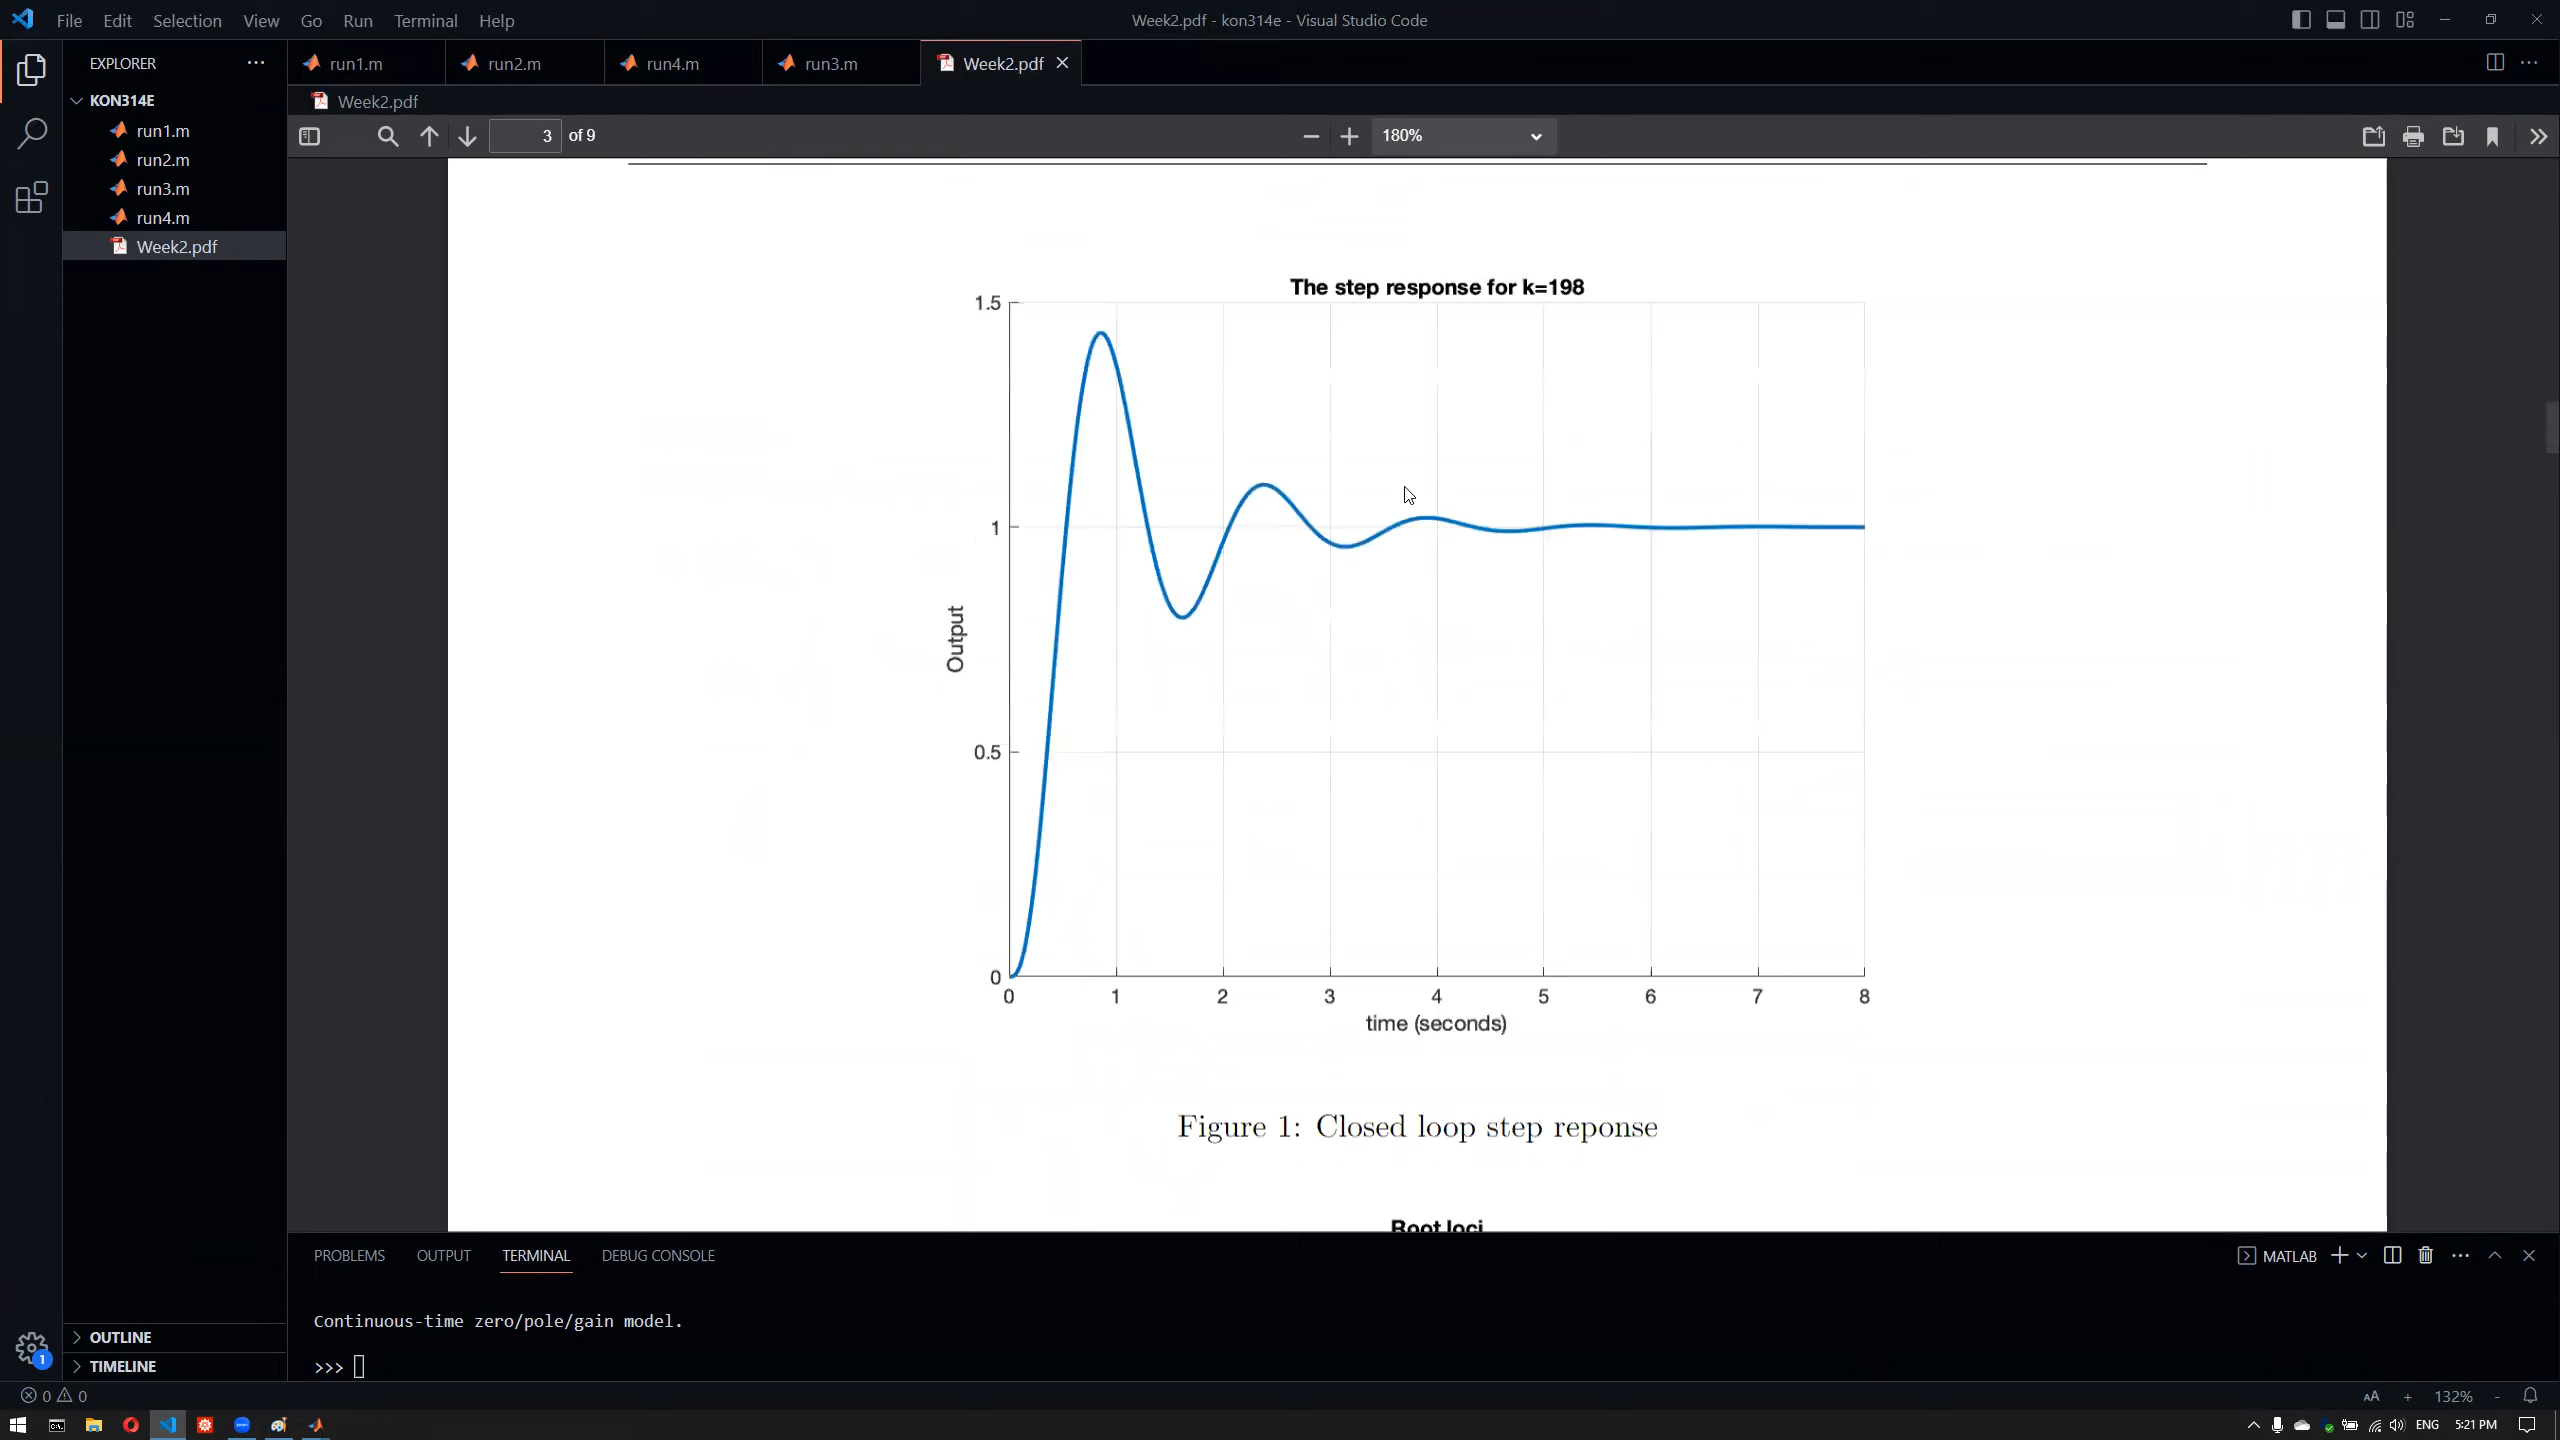 File Edit Selection View Go Run Terminal Help
Week2.pdf - kon314e - Visual Studio Code
EXPLORER
run1.m run2.m run4.m run3.m Week2.pdf
KON314E
run1.m
run2.m
run3.m
run4.m
Week2.pdf
Week2.pdf
3 of 9
180%
The step response for k=198
1.5
1
0.5
0
Output
0 1 2 3 4 5 6 7 8
time (seconds)
Figure 1: Closed loop step reponse
Root loci
PROBLEMS OUTPUT TERMINAL DEBUG CONSOLE
MATLAB
Continuous-time zero/pole/gain model.
>>>
OUTLINE
TIMELINE
1
0 0
AA + 132% -
ENG 5:21 PM